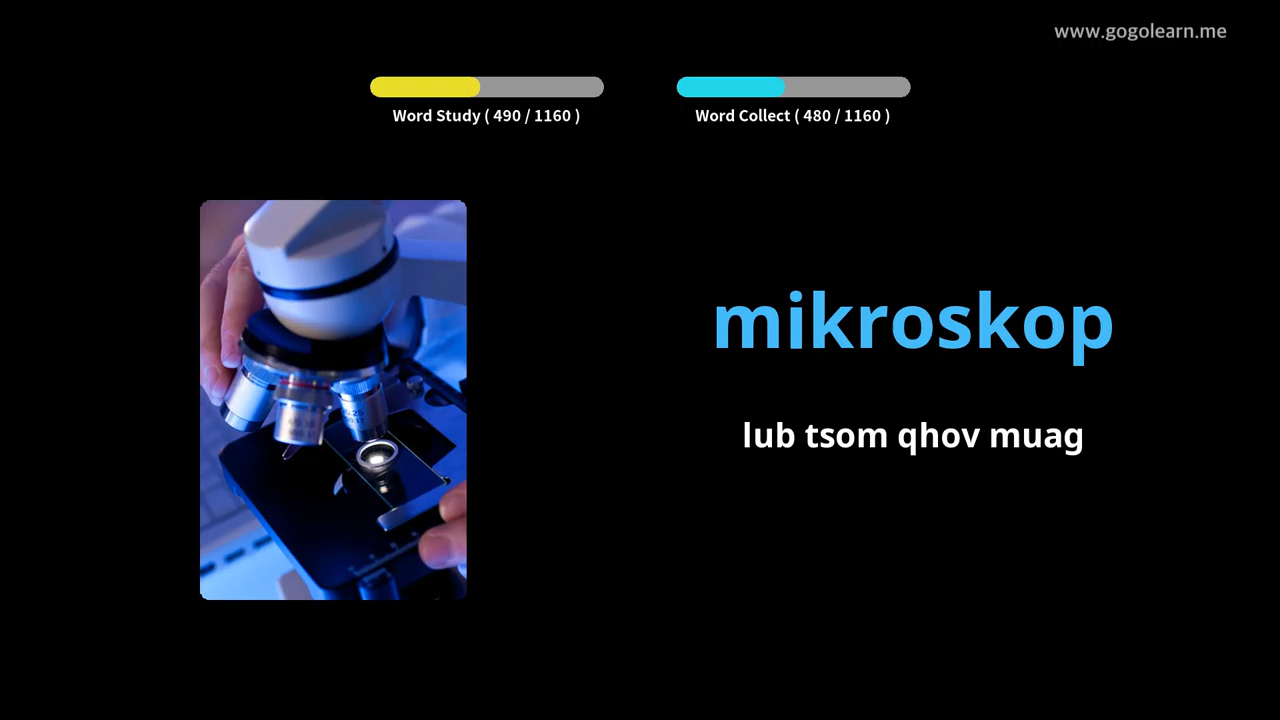 www.gogolearn.me
Word Study ( 490 / 1160 )
Word Collect ( 480 / 1160 )
mikroskop
lub tsom qhov muag